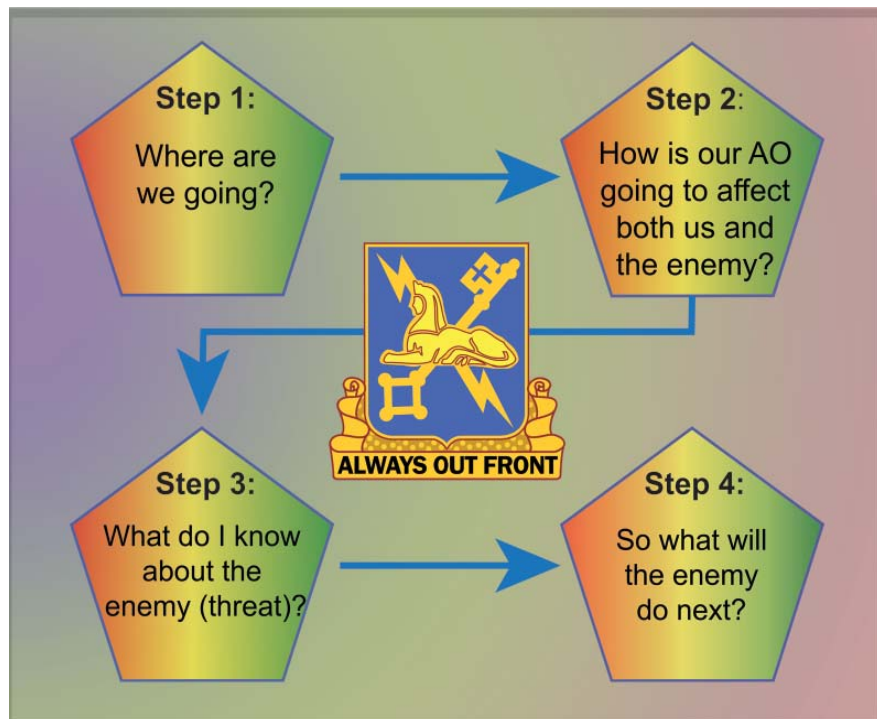 Step 1:
Where are
we going?
Step 2:
How is our AO
going to affect
both us and
the enemy?
ALWAYS OUT FRONT
Step 3:
What do I know
about the
enemy (threat)?
Step 4:
So what will
the enemy
do next?